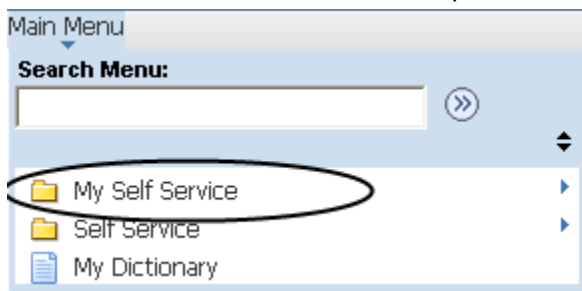 Main Menu
Search Menu:
My Self Service
Self Service
My Dictionary